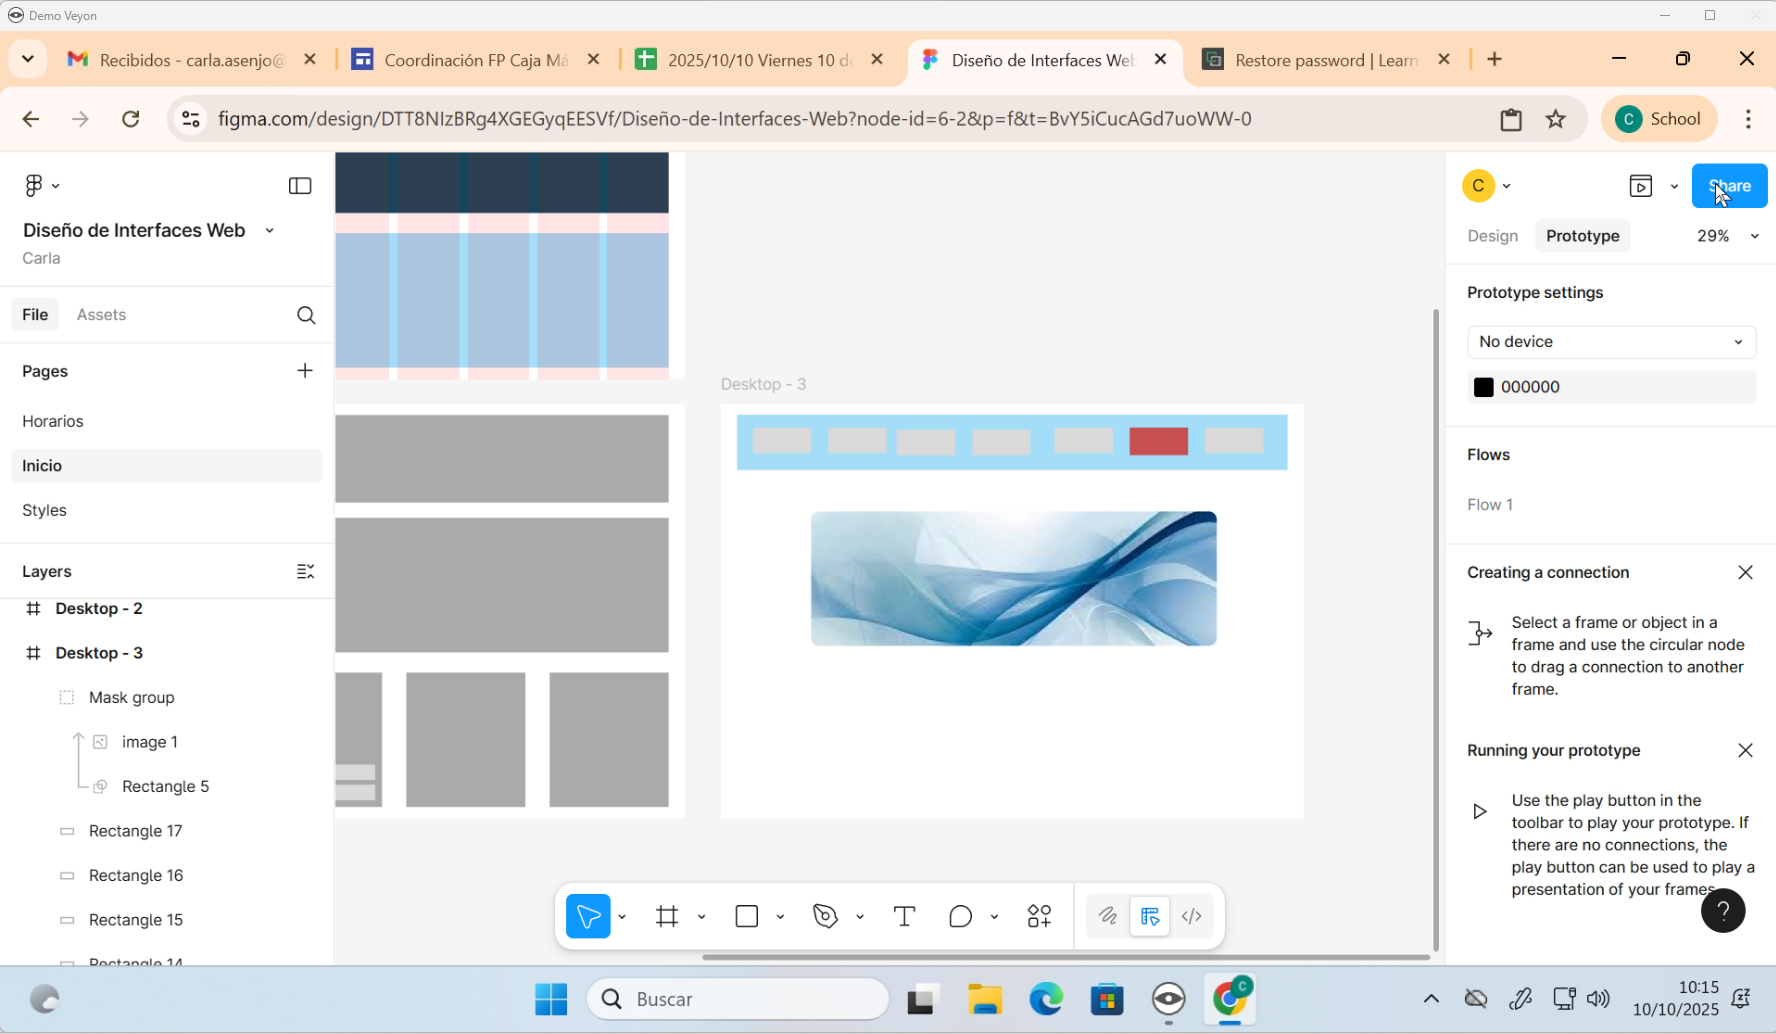 Demo Veyon
Recibidos - carla.asenjo@
Coordinación FP Caja Má
2025/10/10 Viernes 10 d
Diseño de Interfaces Web
Restore password | Learn
figma.com/design/DTT8NIzBRg4XGEGyqEESVf/Diseño-de-Interfaces-Web?node-id=6-2&p=f&t=BvY5iCucAGd7uoWW-0
C School
Diseño de Interfaces Web
Carla
File Assets
Pages
Horarios
Inicio
Styles
Layers
Desktop - 2
Desktop - 3
Mask group
image 1
Rectangle 5
Rectangle 17
Rectangle 16
Rectangle 15
Rectangle 14
Desktop - 3
C
Share
Design Prototype 29%
Prototype settings
No device
000000
Flows
Flow 1
Creating a connection
Select a frame or object in a
frame and use the circular node
to drag a connection to another
frame.
Running your prototype
Use the play button in the
toolbar to play your prototype. If
there are no connections, the
play button can be used to play a
presentation of your frames
?
Buscar
C
10:15
10/10/2025